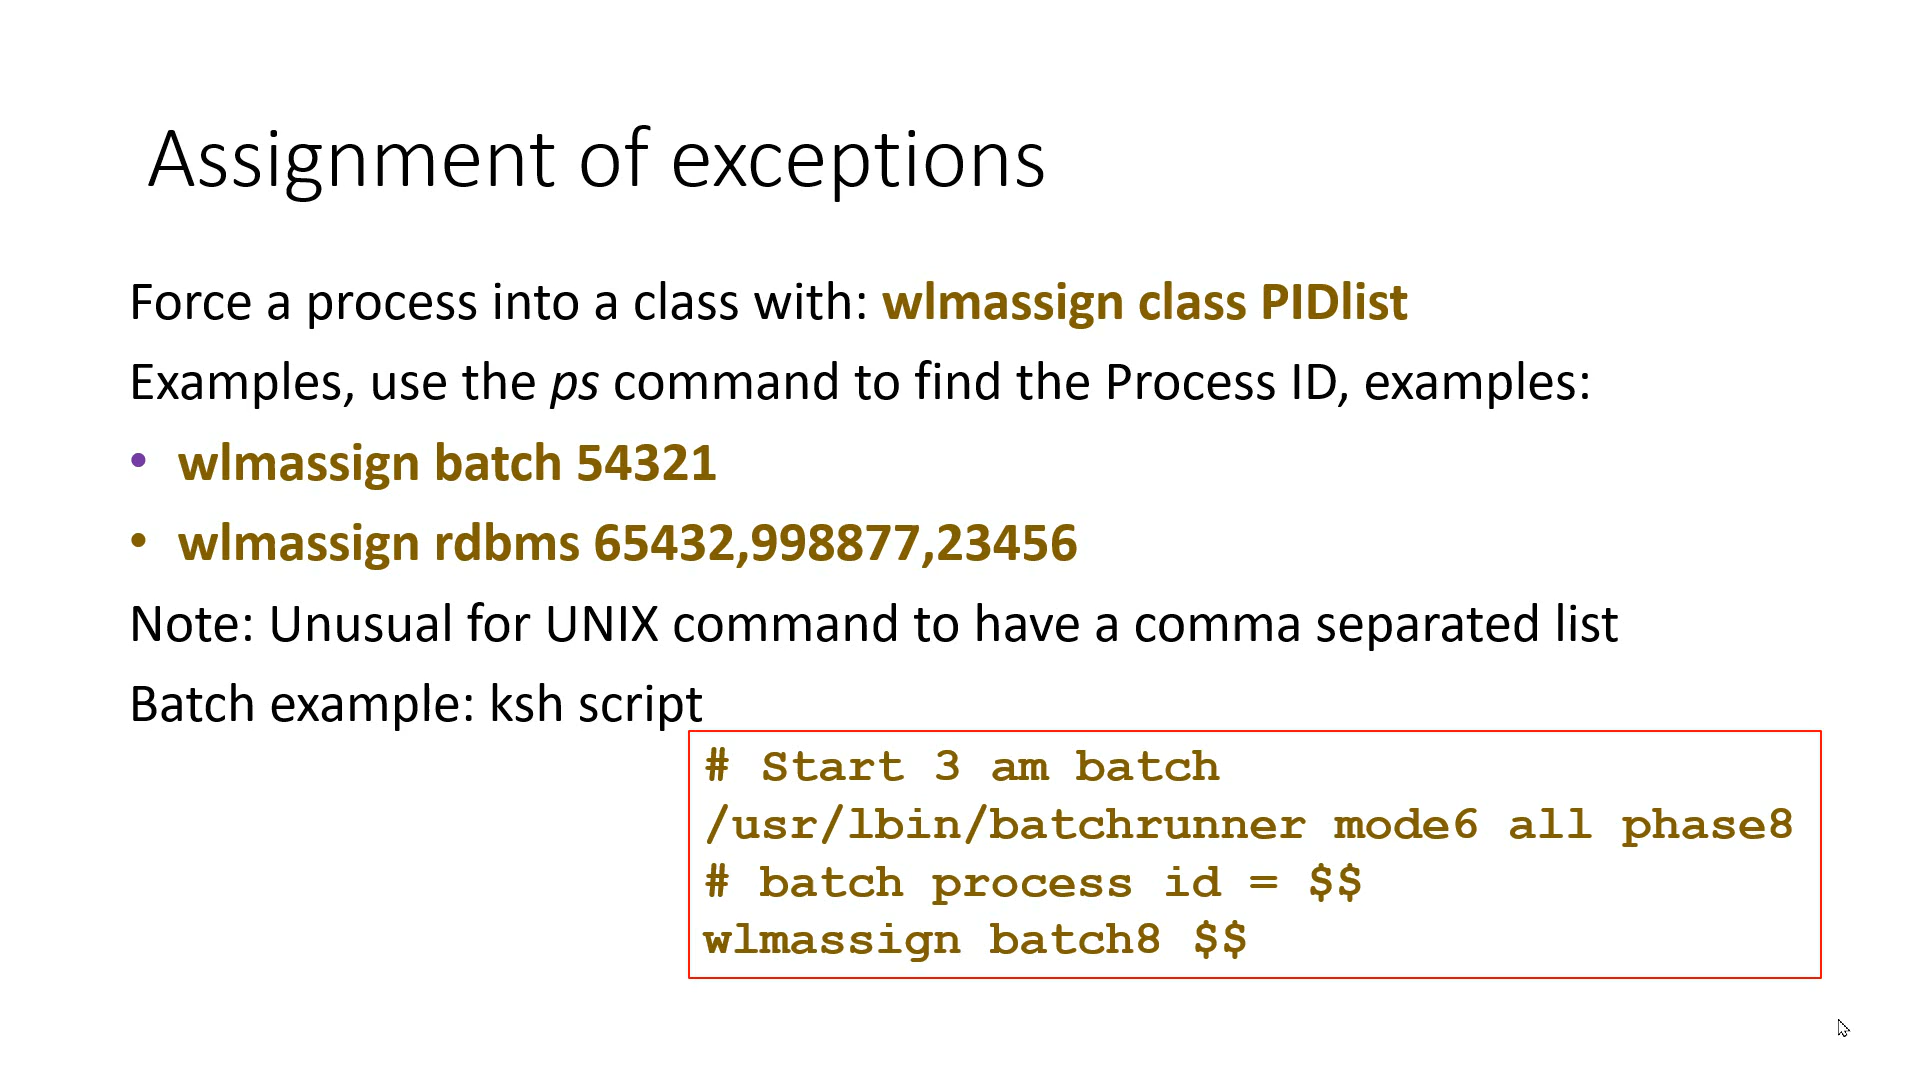 Assignment of exceptions
Force a process into a class with: wlmassign class PIDlist
Examples, use the ps command to find the Process ID, examples:
• wlmassign batch 54321
• wlmassign rdbms 65432,998877,23456
Note: Unusual for UNIX command to have a comma separated list
Batch example: ksh script
# Start 3 am batch
/usr/lbin/batchrunner mode6 all phase8
# batch process id = $$
wlmassign batch8 $$